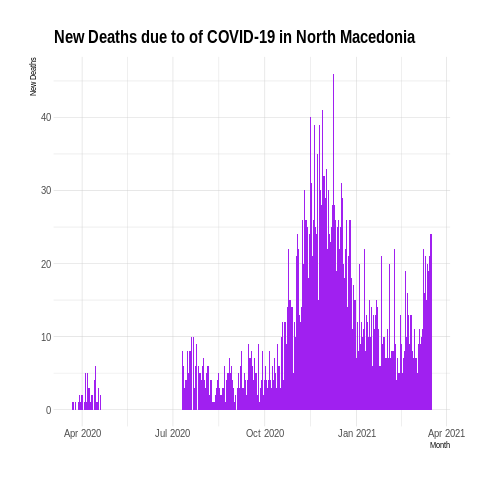 New Deaths due to of COVID-19 in North Macedonia
New Deaths
40
30
20
10
0
Apr 2020 Jul 2020 Oct 2020 Jan 2021 Apr 2021
Month